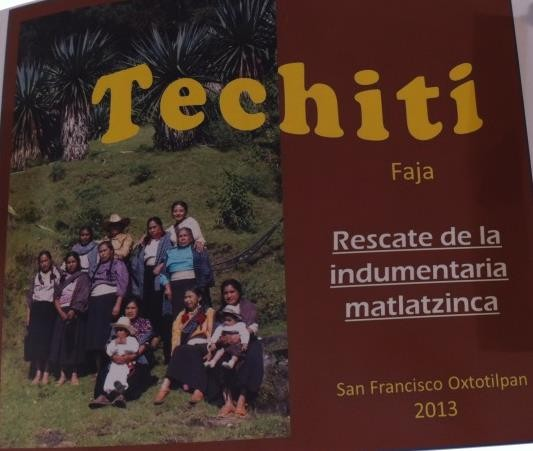 Techiti
Faja
Rescate de la
indumentaria
matlatzinca
San Francisco Oxtotilpan
2013